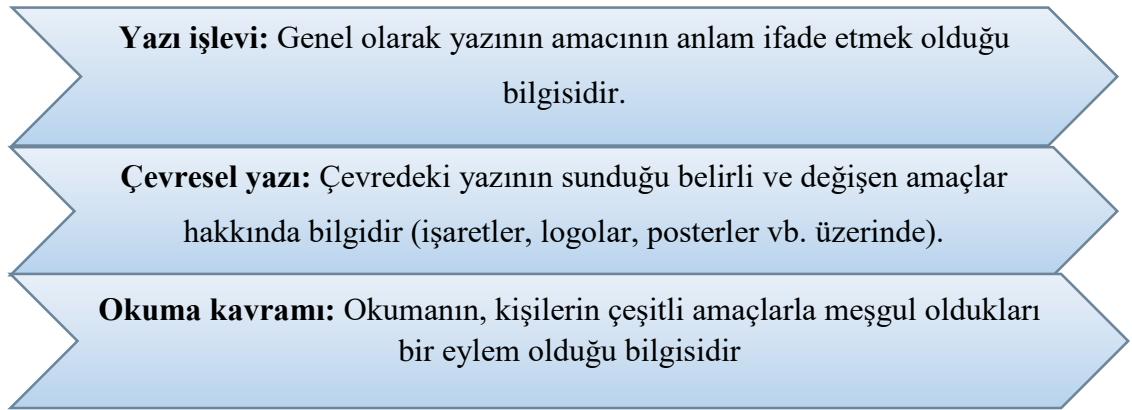 Yazı işlevi: Genel olarak yazının amacının anlam ifade etmek olduğu
bilgisidir.
Çevresel yazı: Çevredeki yazının sunduğu belirli ve değişen amaçlar
hakkında bilgidir (işaretler, logolar, posterler vb. üzerinde).
Okuma kavramı: Okumanın, kişilerin çeşitli amaçlarla meşgul oldukları
bir eylem olduğu bilgisidir